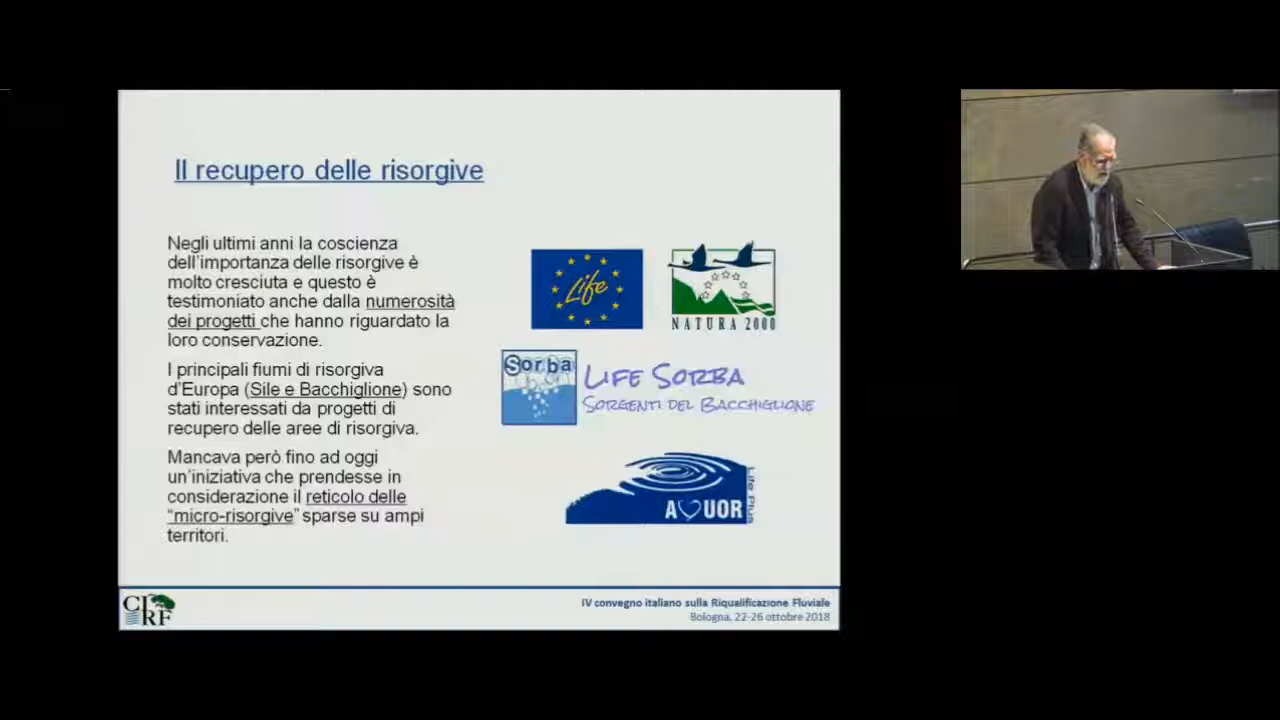 Il recupero delle risorgive
Negli ultimi anni la coscienza
dell'importanza delle risorgive è
molto cresciuta e questo è
testimoniato anche dalla numerosità
dei progetti che hanno riguardato la
loro conservazione.
I principali fiumi di risorgiva
d'Europa (Sile e Bacchiglione) sono
stati interessati da progetti di
recupero delle aree di risorgiva.
Mancava però fino ad oggi
un'iniziativa che prendesse in
considerazione il reticolo delle
"micro-risorgive" sparse su ampi
territori.
Life
NATURA 2000
Sorba
LIFE SORBA
SORGENTI DEL BACCHIGLIONE
AQUOR
Life Plus
CIRF
IV convegno italiano sulla Riqualificazione Fluviale
Bologna, 22-26 ottobre 2018